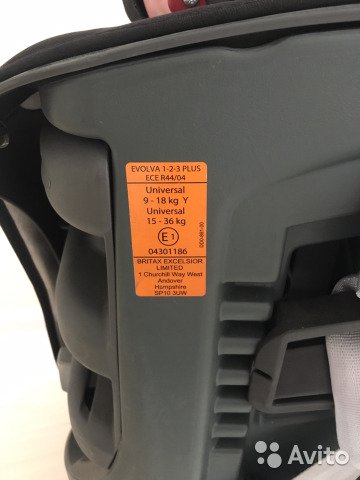 EVOLVA 1-2-3 PLUS
ECE R44/04
Universal
9 - 18 kg Y
Universal
15 - 36 kg
E1
04301186
BRITAX EXCELSIOR
LIMITED
1 Churchill Way West
Andover
Hampshire
SP10 3UW
Avito